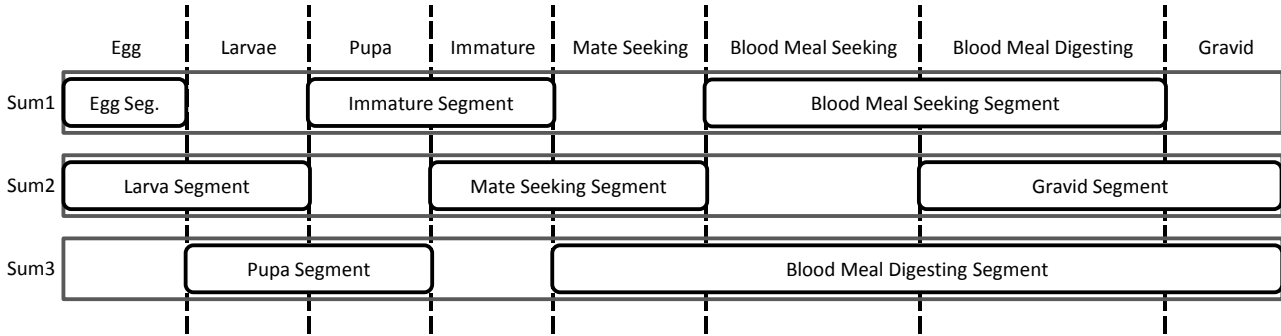 Egg Larvae Pupa Immature Mate Seeking Blood Meal Seeking Blood Meal Digesting Gravid
Sum1 Egg Seg. Immature Segment Blood Meal Seeking Segment
Sum2 Larva Segment Mate Seeking Segment Gravid Segment
Sum3 Pupa Segment Blood Meal Digesting Segment